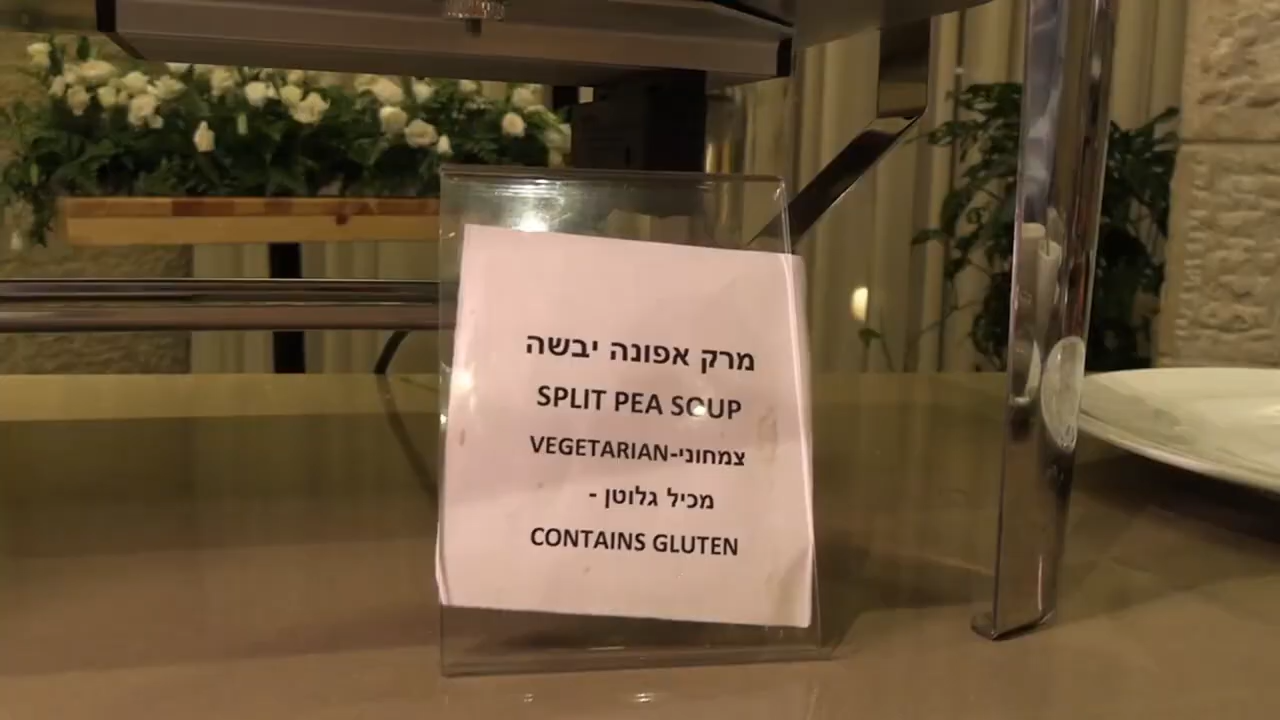 מרק אפונה יבשה
SPLIT PEA SOUP
VEGETARIAN-צמחוני
מכיל גלוטן -
CONTAINS GLUTEN